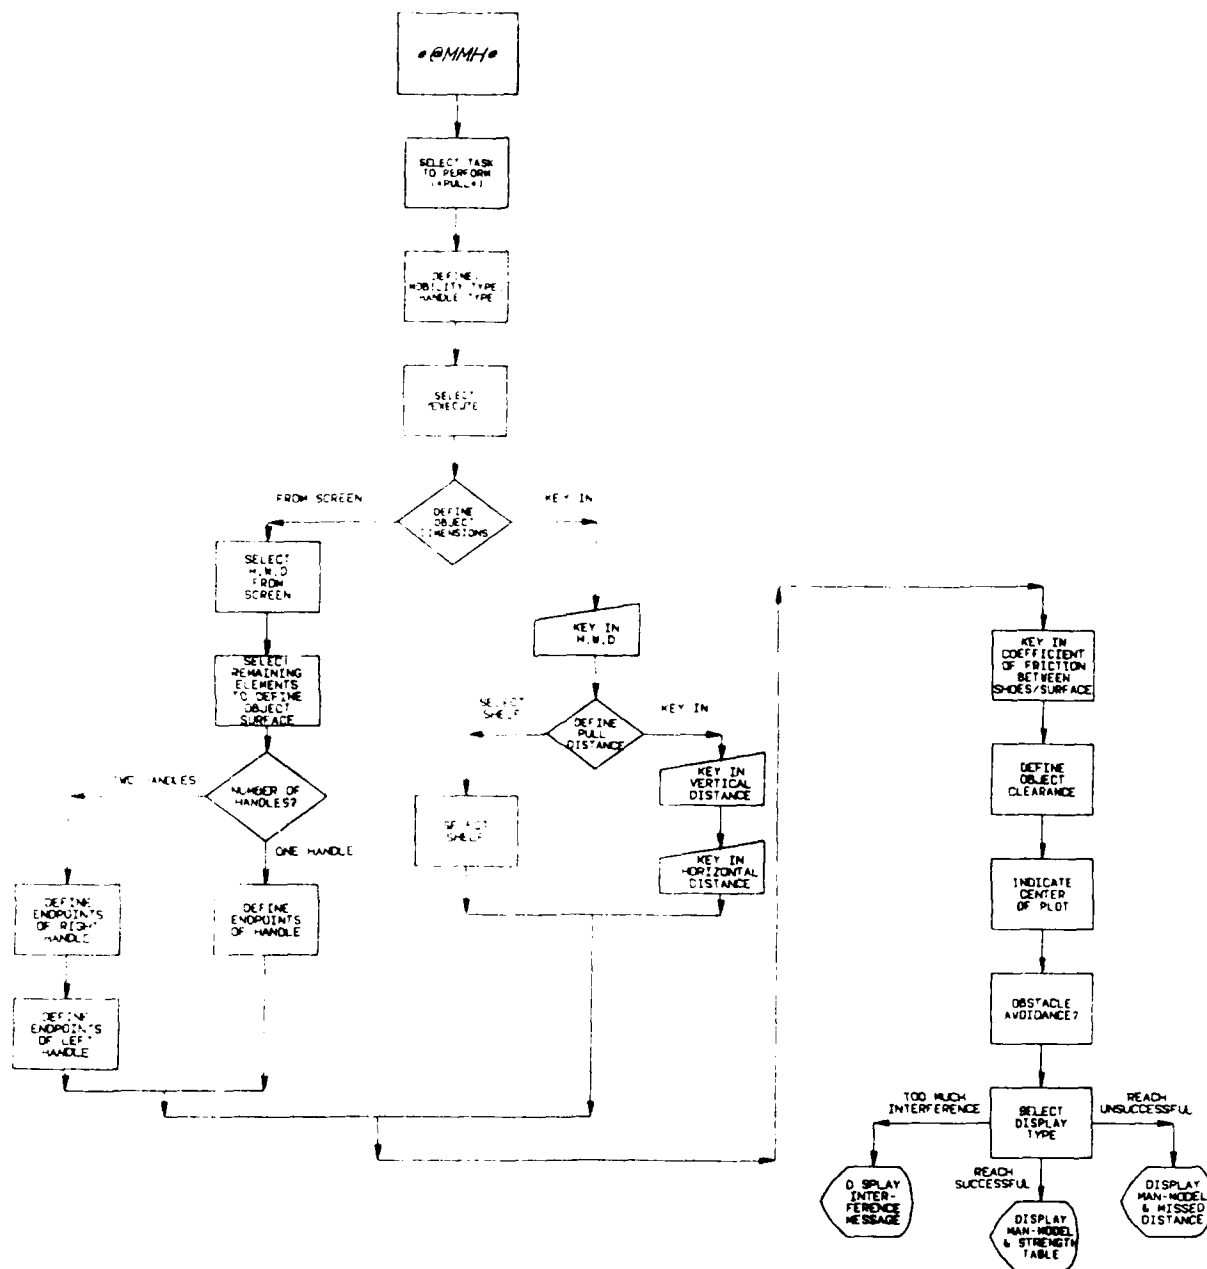 *@MMH*
SELECT TASK
TO PERFORM
(*PULL*)
DEFINE:
MOBILITY TYPE,
HANDLE TYPE
SELECT
EXECUTE
FROM SCREEN
KEY IN
DEFINE
OBJECT
DIMENSIONS
SELECT
H,W,D
FROM
SCREEN
KEY IN
H,W,D
SELECT
REMAINING
ELEMENTS
TO DEFINE
OBJECT
SURFACE
SELECT
SHELF
KEY IN
DEFINE
PULL
DISTANCE
TWO HANDLES
NUMBER OF
HANDLES?
ONE HANDLE
SELECT
SHELF
KEY IN
VERTICAL
DISTANCE
KEY IN
HORIZONTAL
DISTANCE
DEFINE
ENDPOINTS
OF RIGHT
HANDLE
DEFINE
ENDPOINTS
OF HANDLE
DEFINE
ENDPOINTS
OF LEFT
HANDLE
KEY IN
COEFFICIENT
OF FRICTION
BETWEEN
SHOES/SURFACE
DEFINE
OBJECT
CLEARANCE
INDICATE
CENTER
OF PLOT
OBSTACLE
AVOIDANCE?
TOO MUCH
INTERFERENCE
SELECT
DISPLAY
TYPE
REACH
UNSUCCESSFUL
REACH
SUCCESSFUL
D SPLAY
INTER-
FERENCE
MESSAGE
DISPLAY
MAN-MODEL
& STRENGTH
TABLE
DISPLAY
MAN-MODEL
& MISSED
DISTANCE